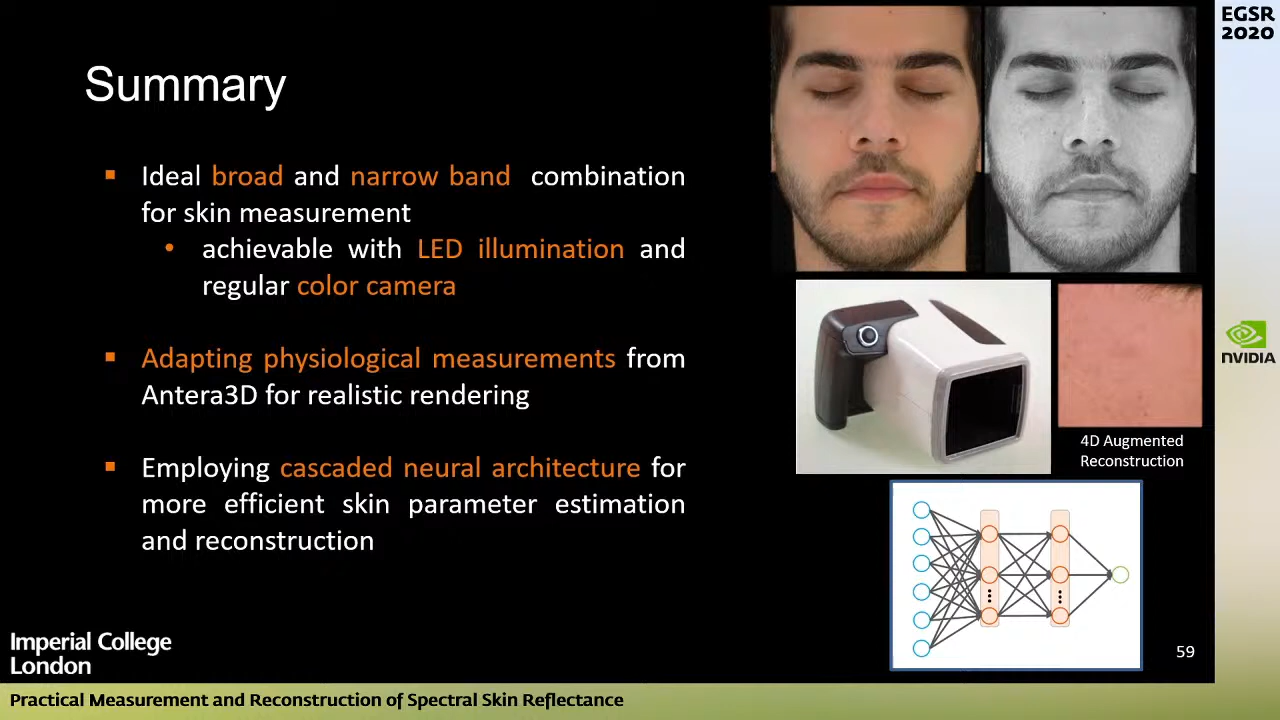 EGSR
2020
Summary
▪ Ideal broad and narrow band combination
for skin measurement
• achievable with LED illumination and
regular color camera
▪ Adapting physiological measurements from
Antera3D for realistic rendering
▪ Employing cascaded neural architecture for
more efficient skin parameter estimation
and reconstruction
NVIDIA
4D Augmented
Reconstruction
Imperial College
London
59
Practical Measurement and Reconstruction of Spectral Skin Reflectance